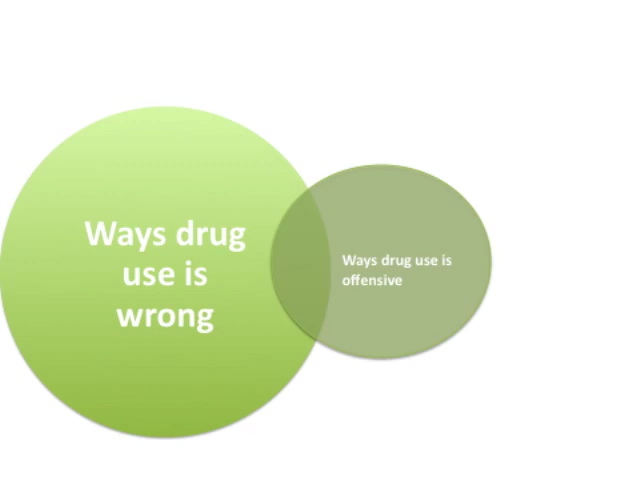 Ways drug
use is
wrong
Ways drug use is
offensive